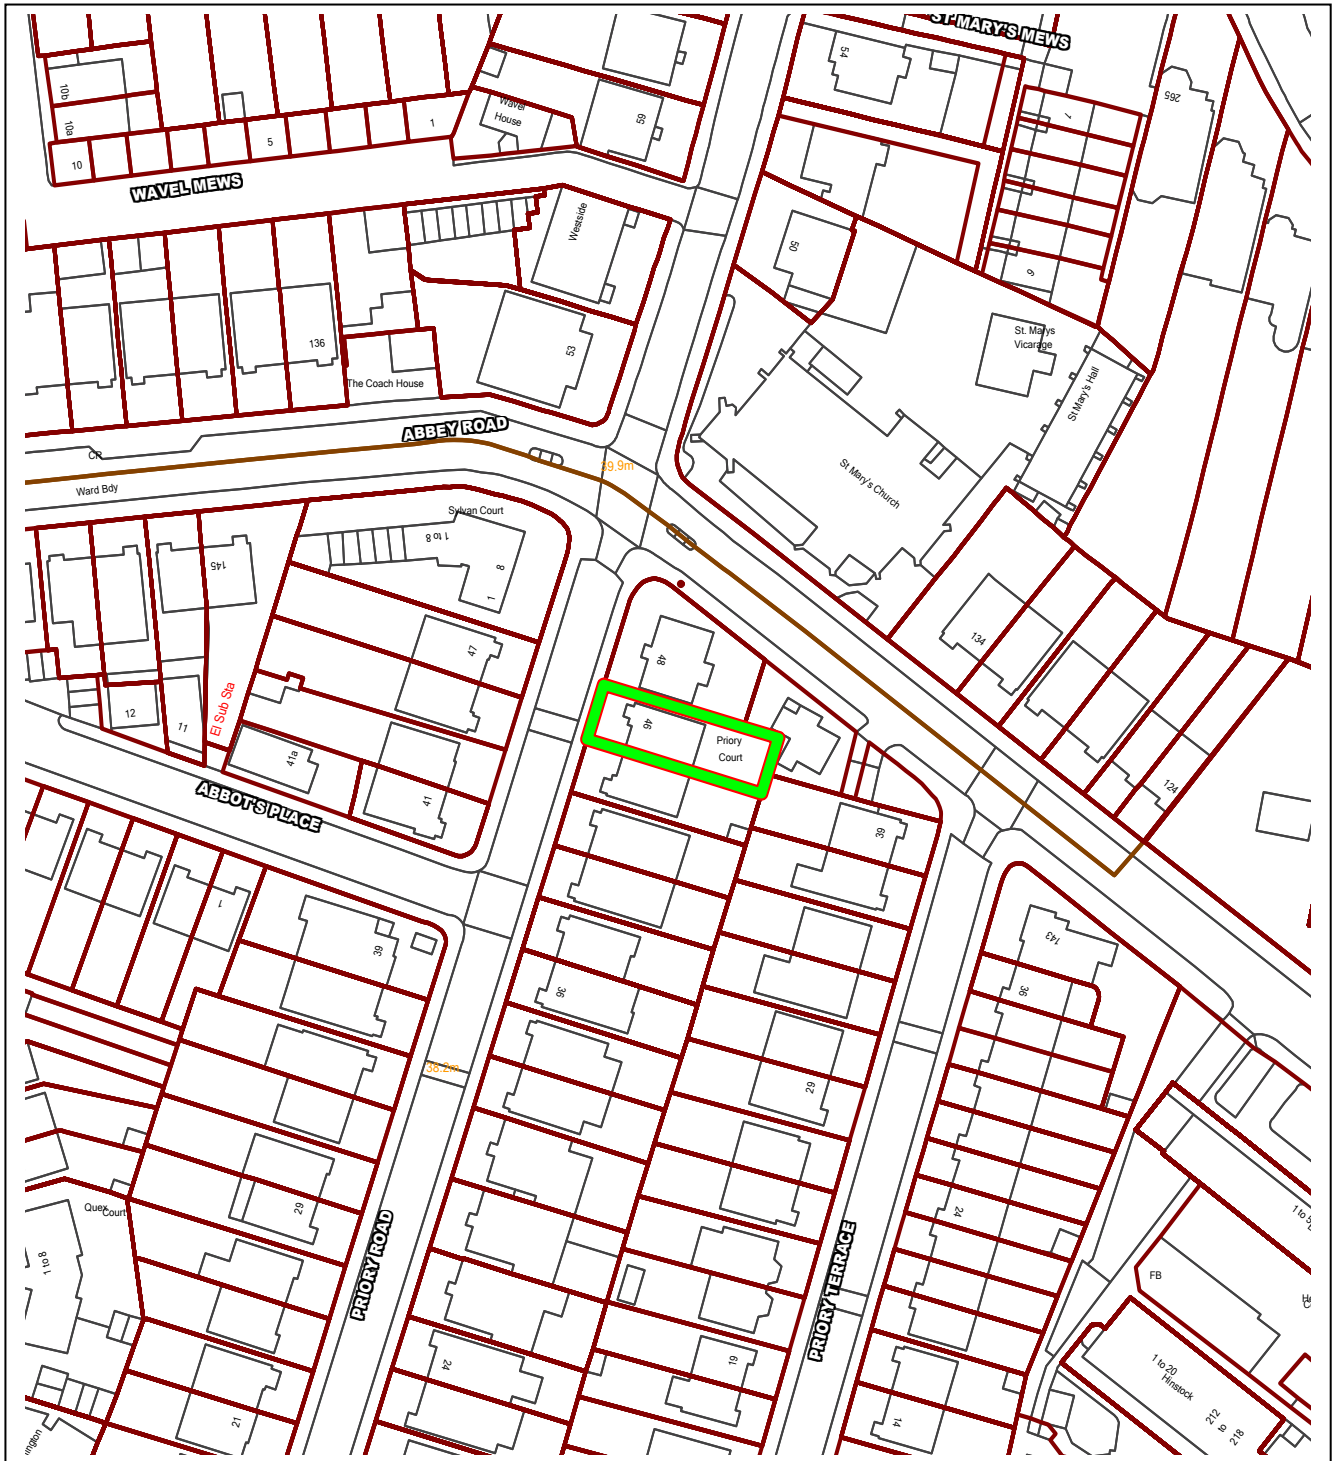 ST MARY'S MEWS
54
265
10b
10a
Wavel
House
65
7
1
5
10
WAVEL MEWS
Westside
50
9
St. Marys
Vicarage
136
53
The Coach House
St Mary's Hall
ABBEY ROAD
CR
39.9m
St Mary's Church
Ward Bdy
Sylvan Court
1 to 8
8
1
145
134
47
48
El Sub Sta
12
11
46
Priory
Court
41a
124
ABBOT'S PLACE
41
39
1
39
143
36
36
38.2m
29
29
24
Quex Court
PRIORY ROAD
PRIORY TERRACE
1 to 8
FB
24
19
1 to 20
Hinstock
212
to
218
21
14